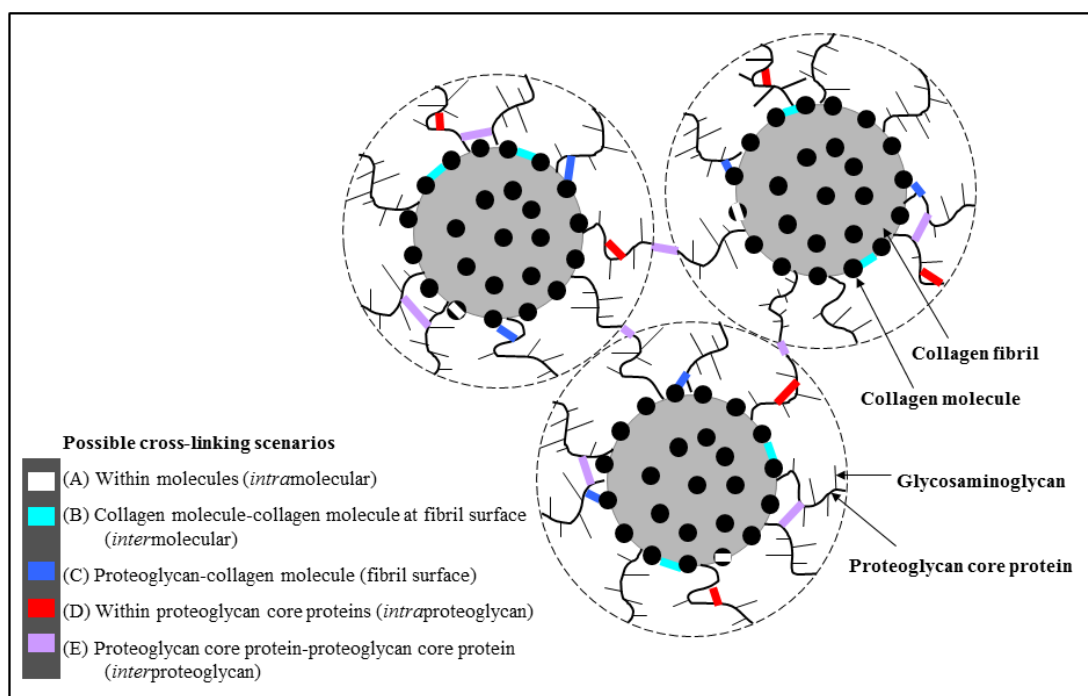 Collagen fibril
Collagen molecule
Glycosaminoglycan
Proteoglycan core protein
Possible cross-linking scenarios
(A) Within molecules (intramolecular)
(B) Collagen molecule-collagen molecule at fibril surface
(intermolecular)
(C) Proteoglycan-collagen molecule (fibril surface)
(D) Within proteoglycan core proteins (intraproteoglycan)
(E) Proteoglycan core protein-proteoglycan core protein
(interproteoglycan)